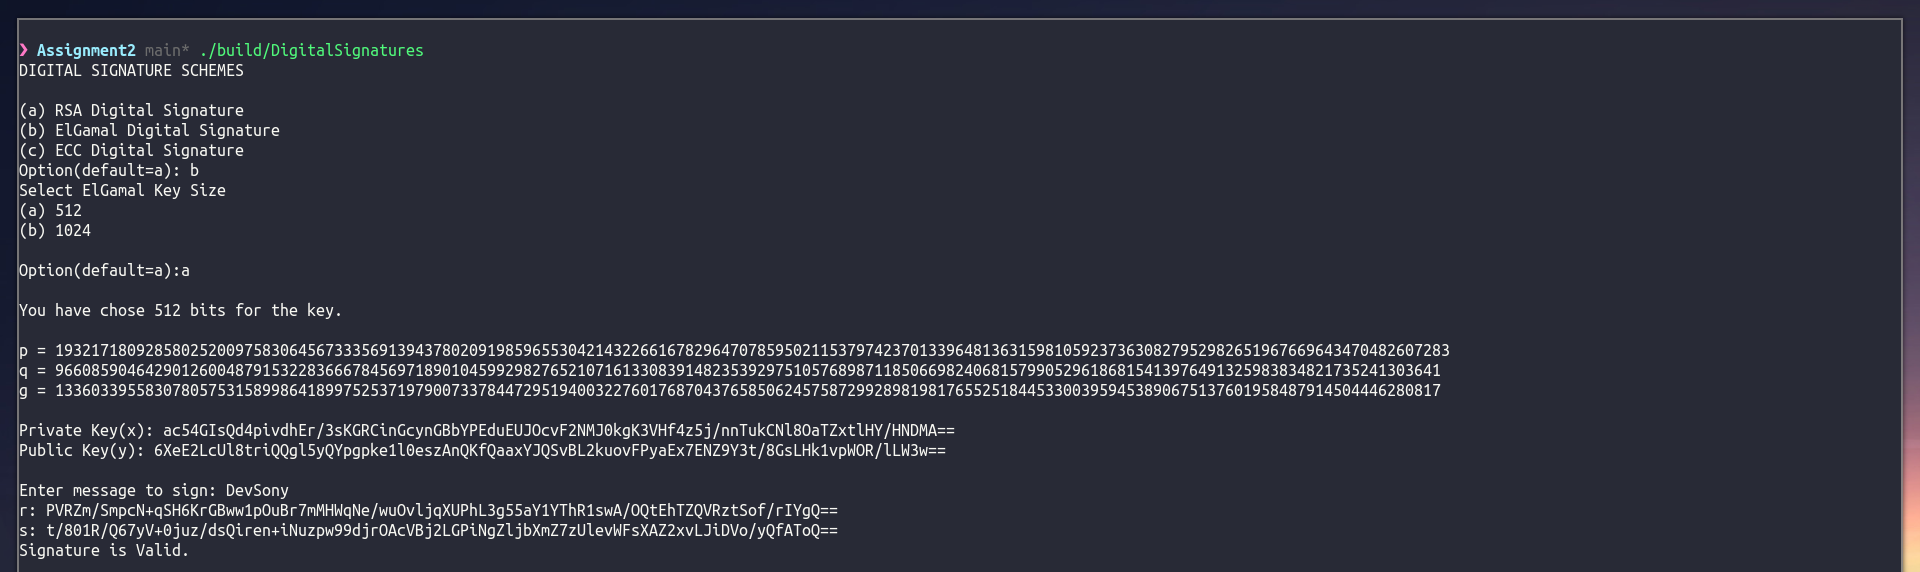 ❯ Assignment2 main* ./build/DigitalSignatures
DIGITAL SIGNATURE SCHEMES
(a) RSA Digital Signature
(b) ElGamal Digital Signature
(c) ECC Digital Signature
Option(default=a): b
Select ElGamal Key Size
(a) 512
(b) 1024
Option(default=a):a
You have chose 512 bits for the key.
p = 19321718092858025200975830645673335691394378020919859655304214322661678296470785950211537974237013396481363159810592373630827952982651967669643470482607283
q = 9660859046429012600487915322836667845697189010459929827652107161133083914823539297510576898711850669824068157990529618681541397649132598383482173524130364​1
g = 1336033955830780575315899864189975253719790073378447295194003227601768704376585062457587299289819817655251844533003959453890675137601958487914504446280817
Private Key(x): ac54GIsQd4pivdhEr/3sKGRCinGcynGBbYPEduEUJOcvF2NMJ0kgK3VHf4z5j/nnTukCNl8OaTZxtlHY/HNDMA==
Public Key(y): 6XeE2LcUl8triQQgl5yQYpgpke1l0eszAnQKfQaaxYJQSvBL2kuovFPyaEx7ENZ9Y3t/8GsLHk1vpWOR/lLW3w==
Enter message to sign: DevSony
r: PVRZm/SmpcN+qSH6KrGBww1pOuBr7mMHWqNe/wuOvljqXUPhL3g55aY1YThR1swA/OQtEhTZQVRztSof/rIYgQ==
s: t/801R/Q67yV+0juz/dsQiren+iNuzpw99djrOAcVBj2LGPiNgZljbXmZ7zUlevWFsXAZ2xvLJiDVo/yQfAToQ==
Signature is Valid.